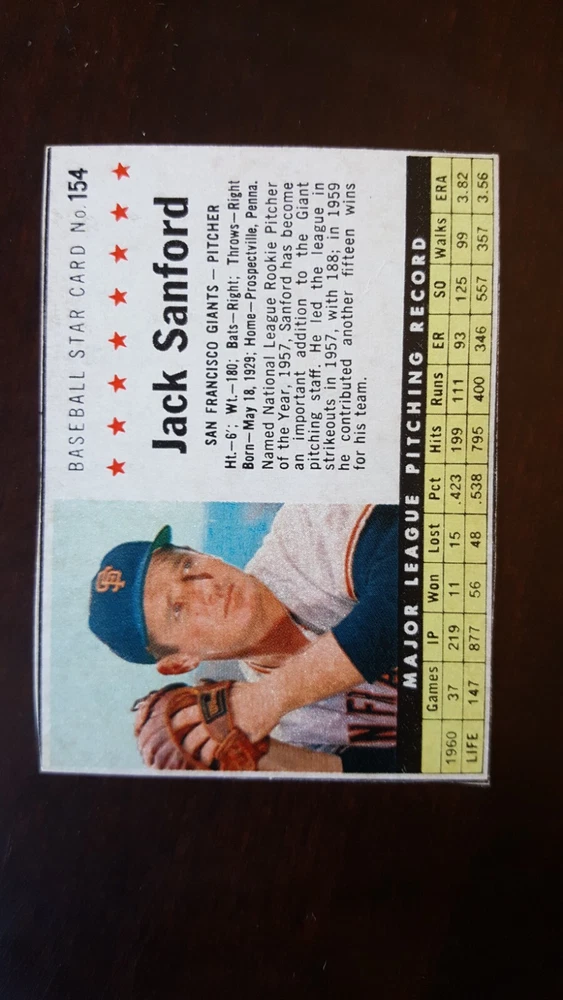 BASEBALL STAR CARD No. 154
Jack Sanford
SAN FRANCISCO GIANTS — PITCHER
Ht.—6'; Wt.—180; Bats—Right; Throws—Right
Born—May 18, 1929; Home—Prospectville, Penna.
Named National League Rookie Pitcher
of the Year, 1957, Sanford has become
an important addition to the Giant
pitching staff. He led the league in
strikeouts in 1957, with 188; in 1959
he contributed another fifteen wins
for his team.
SF
NFRA
MAJOR LEAGUE PITCHING RECORD
Games IP Won Lost Pct Hits Runs ER SO Walks ERA
1960 37 219 11 15 .423 199 111 93 125 99 3.82
LIFE 147 877 56 48 .538 795 400 346 557 357 3.56